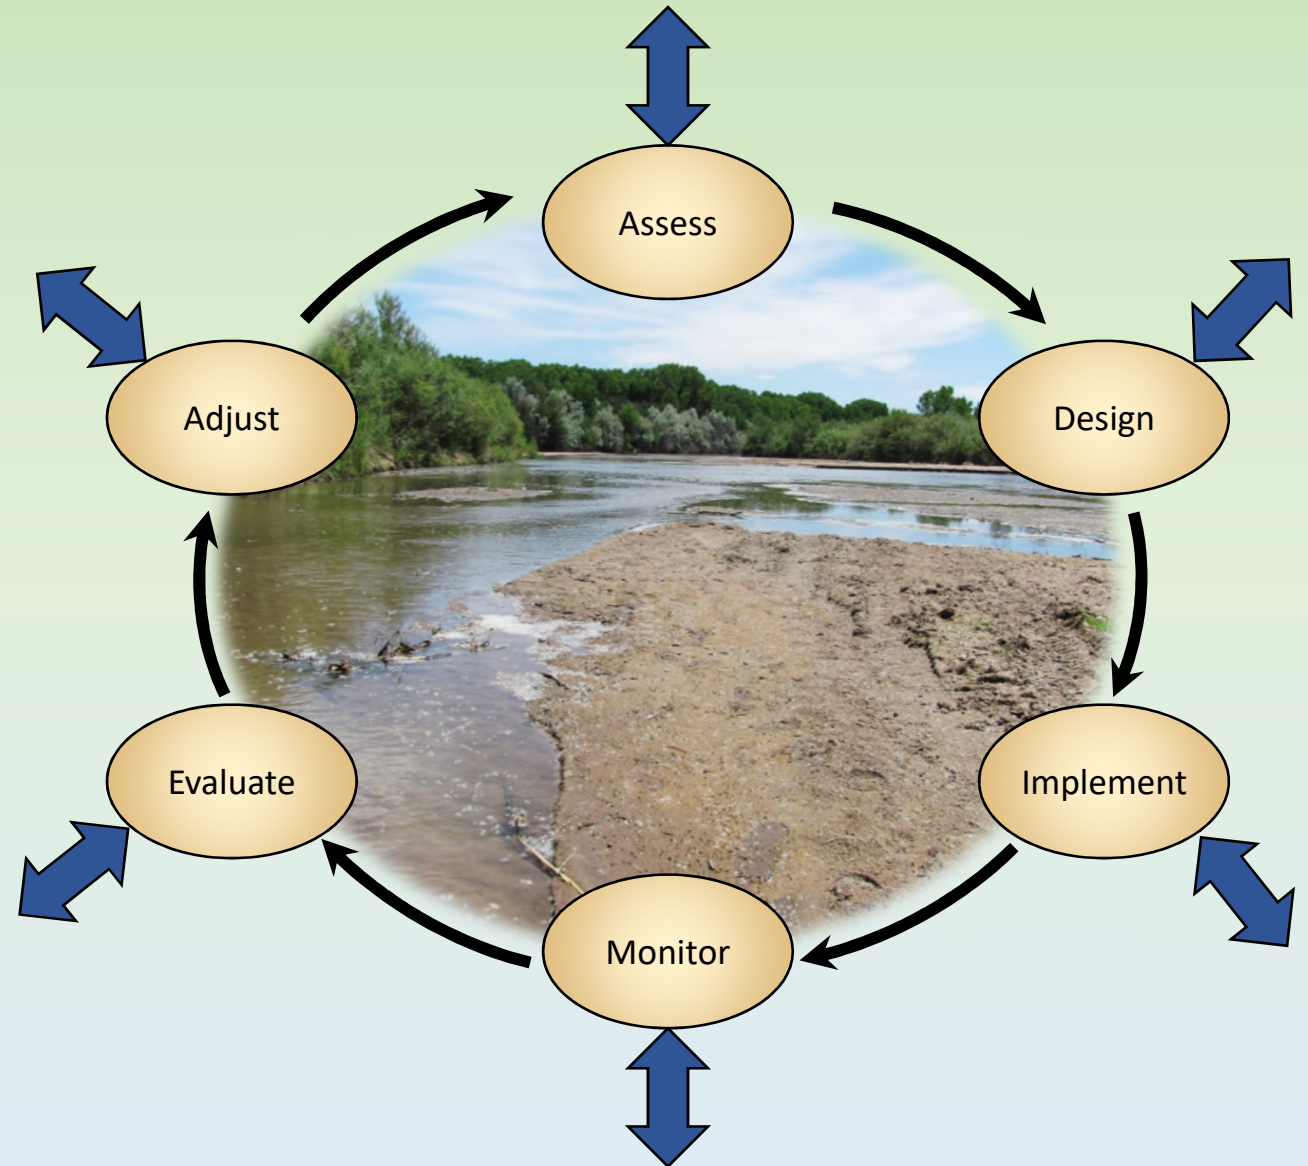 Assess
Design
Implement
Monitor
Evaluate
Adjust